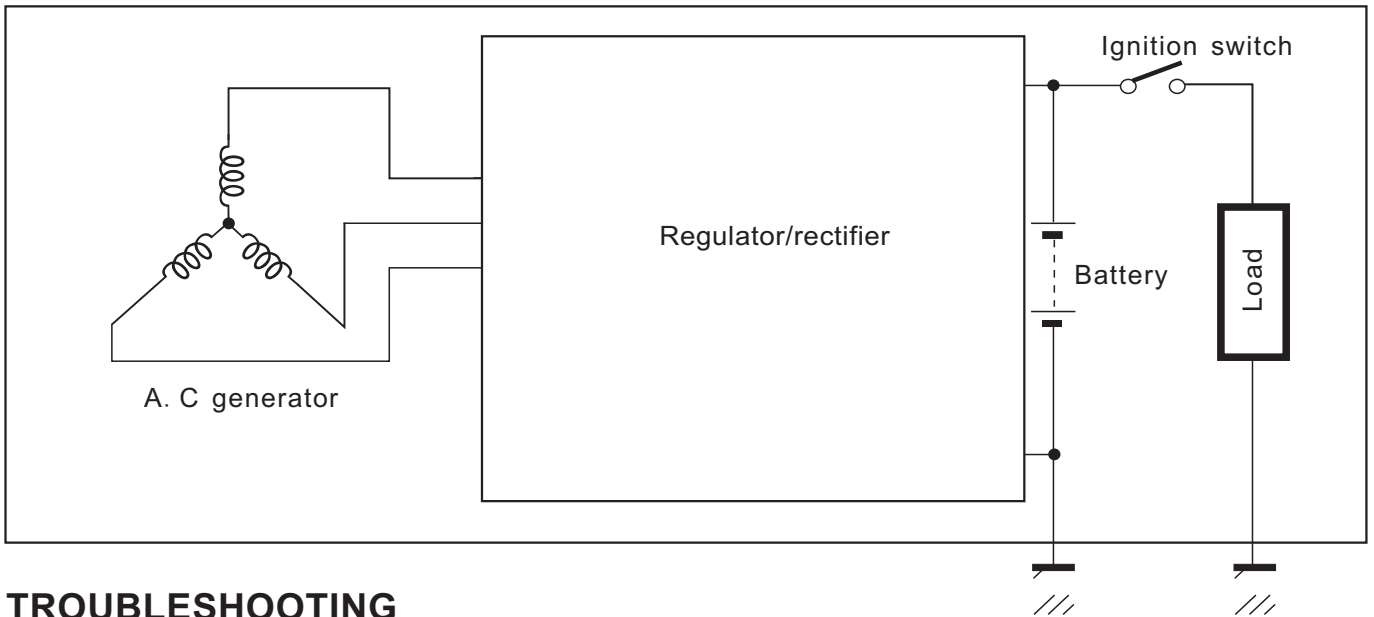 Ignition switch
Regulator/rectifier
Battery
Load
A. C generator
TROUBLESHOOTING